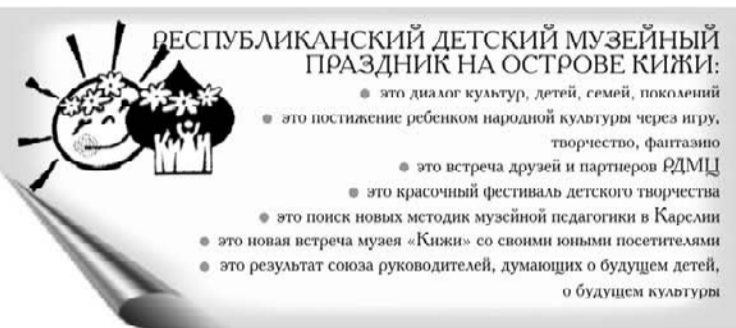 РЕСПУБЛИКАНСКИЙ ДЕТСКИЙ МУЗЕЙНЫЙ
ПРАЗДНИК НА ОСТРОВЕ КИЖИ:
• это диалог культур, детей, семей, поколений
• это постижение ребенком народной культуры через игру,
творчество, фантазию
• это встреча друзей и партнеров РДМЦ
• это красочный фестиваль детского творчества
• это поиск новых методик музейной педагогики в Карелии
• это новая встреча музея «Кижи» со своими юными посетителями
• это результат союза руководителей, думающих о будущем детей,
о будущем культуры
КИЖИ